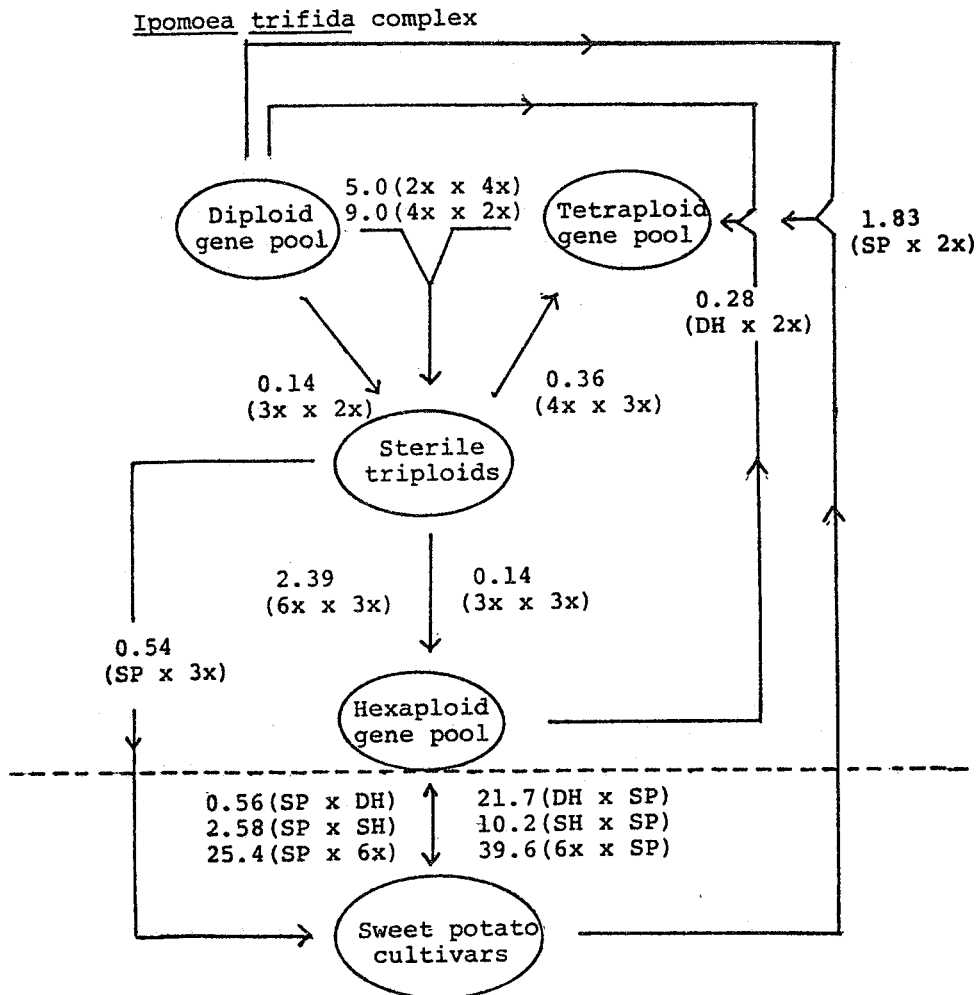 Ipomoea trifida complex
Diploid
gene pool
5.0(2x x 4x)
9.0(4x x 2x)
Tetraploid
gene pool
1.83
(SP x 2x)
0.28
(DH x 2x)
0.14
(3x x 2x)
0.36
(4x x 3x)
Sterile
triploids
2.39
(6x x 3x)
0.14
(3x x 3x)
0.54
(SP x 3x)
Hexaploid
gene pool
0.56(SP x DH)
2.58(SP x SH)
25.4(SP x 6x)
21.7(DH x SP)
10.2(SH x SP)
39.6(6x x SP)
Sweet potato
cultivars